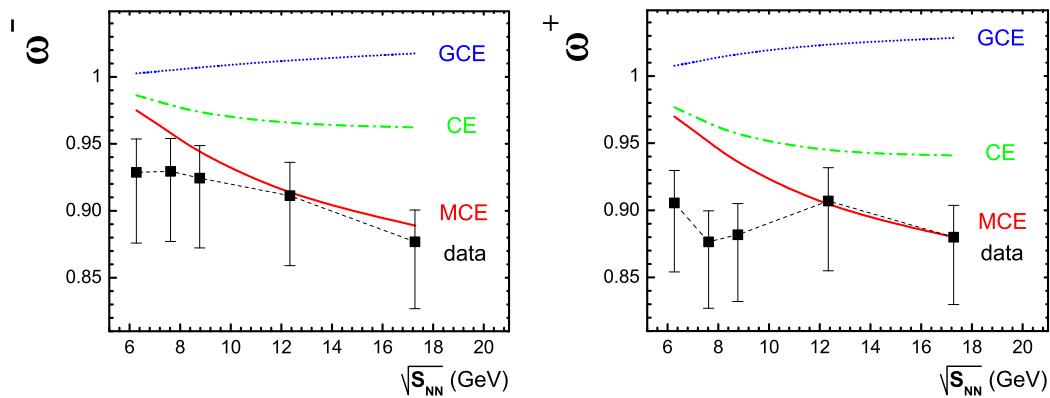 ω⁻
GCE
CE
MCE
data
1
0.95
0.90
0.85
6 8 10 12 14 16 18 20
√S_NN (GeV)
ω⁺
GCE
CE
MCE
data
1
0.95
0.90
0.85
6 8 10 12 14 16 18 20
√S_NN (GeV)